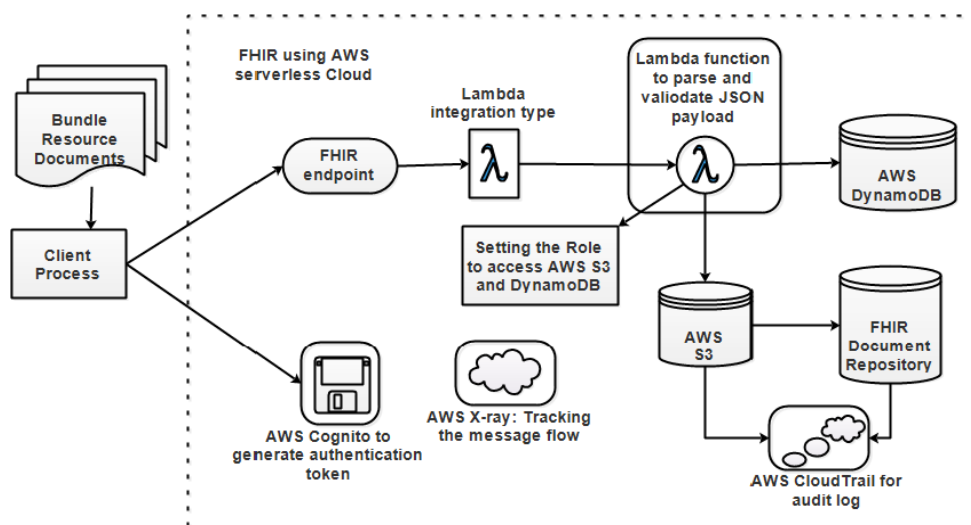 FHIR using AWS
serverless Cloud
Bundle
Resource
Documents
Client
Process
FHIR
endpoint
Lambda
integration type
λ
Lambda function
to parse and
valiodate JSON
payload
λ
AWS
DynamoDB
Setting the Role
to access AWS S3
and DynamoDB
AWS
S3
FHIR
Document
Repository
AWS Cognito to
generate authentication
token
AWS X-ray: Tracking
the message flow
AWS CloudTrail for
audit log